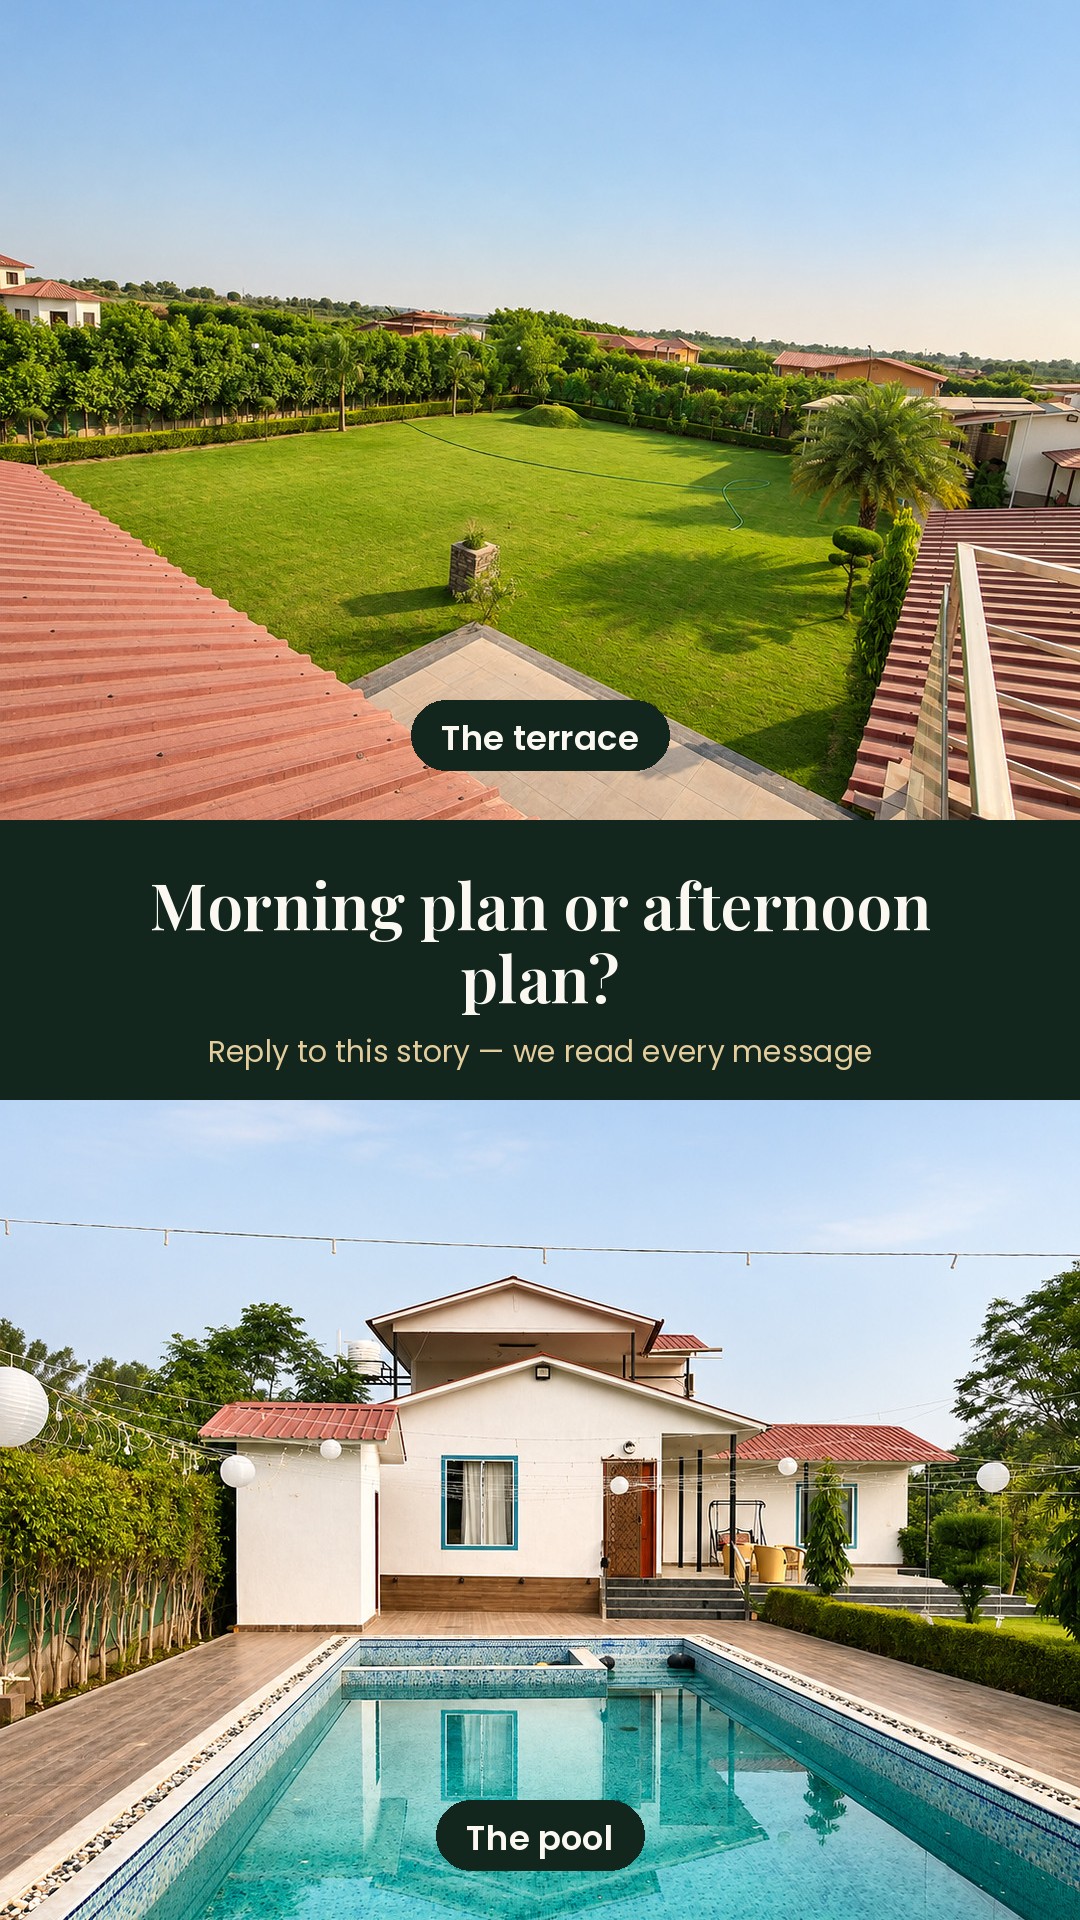 The terrace
Morning plan or afternoon
plan?
Reply to this story — we read every message
The pool